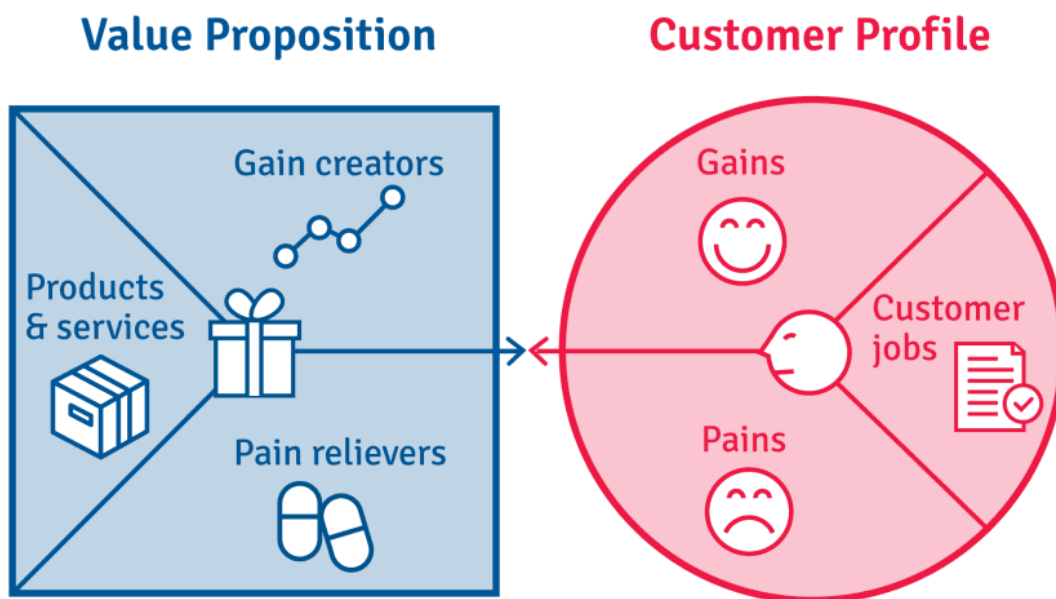 Value Proposition
Customer Profile
Gain creators
Products
& services
Pain relievers
Gains
Customer
jobs
Pains